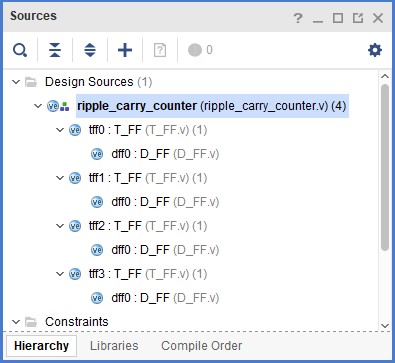 Sources
0
Design Sources (1)
ripple_carry_counter (ripple_carry_counter.v) (4)
tff0 : T_FF (T_FF.v) (1)
dff0 : D_FF (D_FF.v)
tff1 : T_FF (T_FF.v) (1)
dff0 : D_FF (D_FF.v)
tff2 : T_FF (T_FF.v) (1)
dff0 : D_FF (D_FF.v)
tff3 : T_FF (T_FF.v) (1)
dff0 : D_FF (D_FF.v)
Constraints
Hierarchy Libraries Compile Order